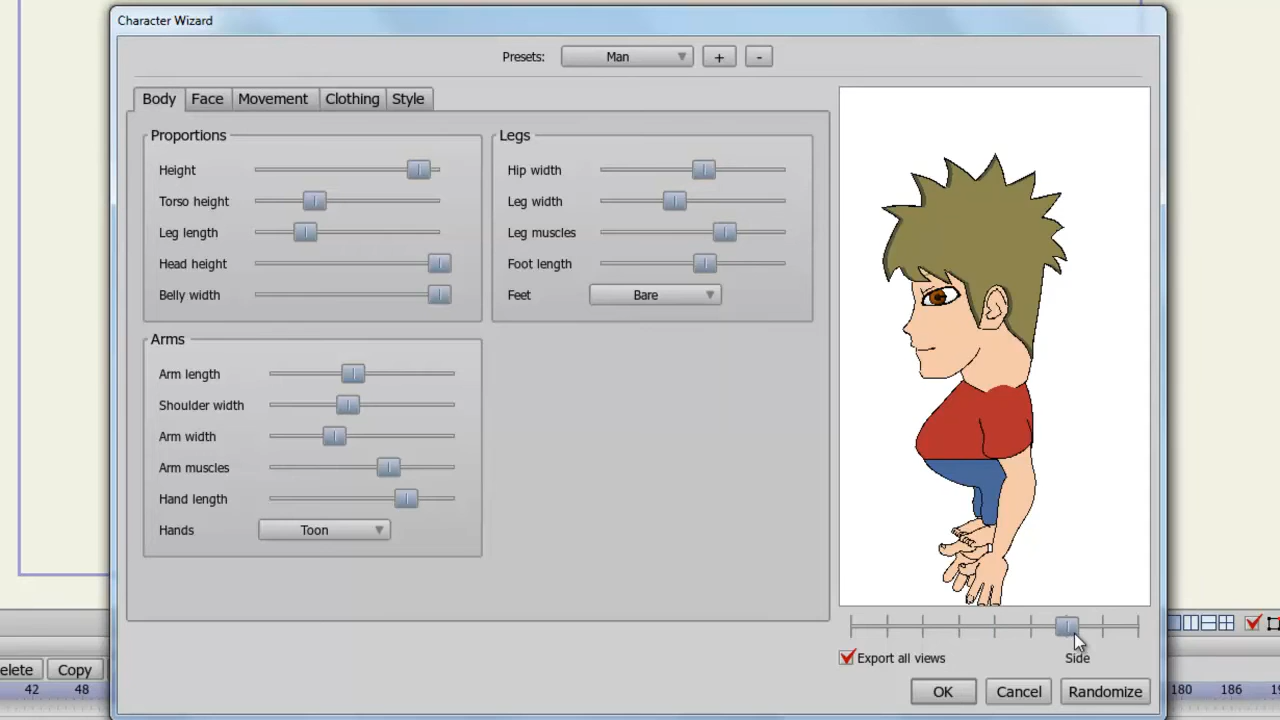 Character Wizard
Presets: Man + -
Body Face Movement Clothing Style
Proportions
Height
Torso height
Leg length
Head height
Belly width
Legs
Hip width
Leg width
Leg muscles
Foot length
Feet Bare
Arms
Arm length
Shoulder width
Arm width
Arm muscles
Hand length
Hands Toon
Export all views Side
OK Cancel Randomize
elete Copy
42 48 180 186